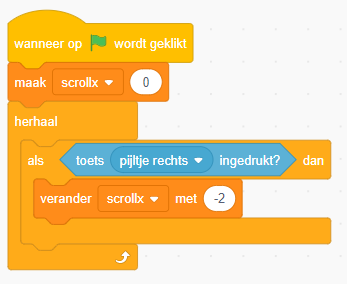 wanneer op wordt geklikt
maak scrollx 0
herhaal
als toets pijltje rechts ingedrukt? dan
verander scrollx met -2